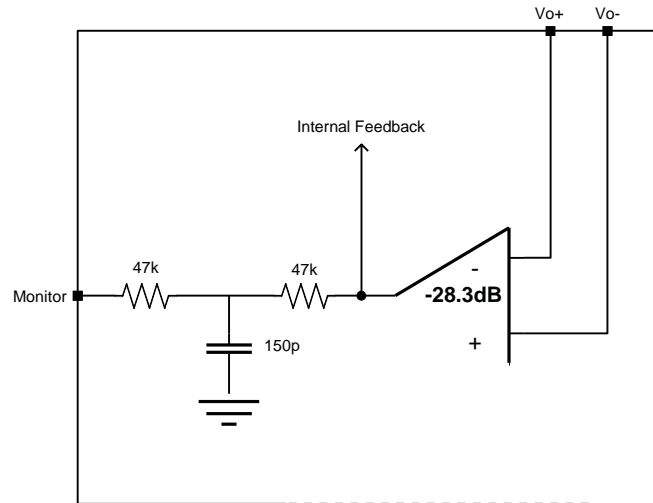 Vo+ Vo-
Internal Feedback
47k 47k
-
Monitor
-28.3dB
+
150p